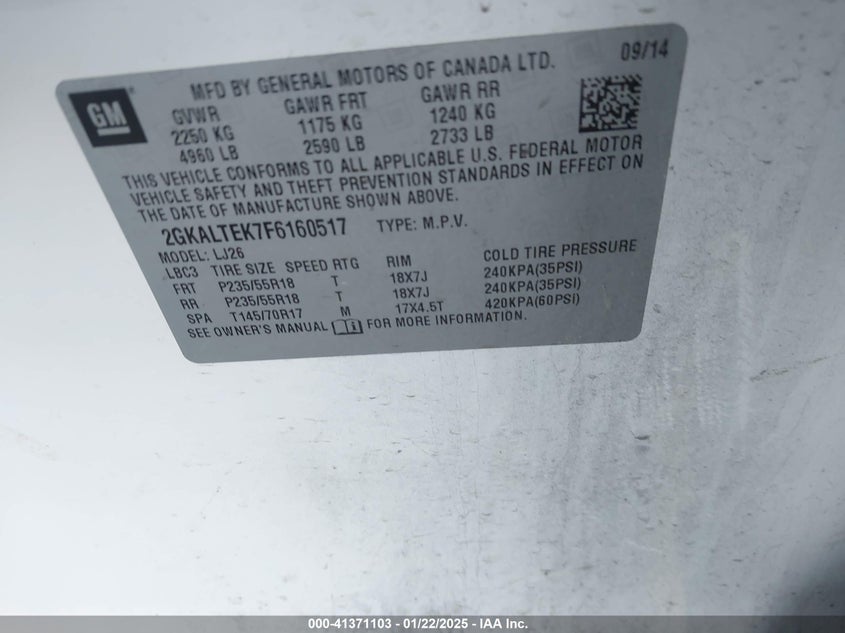 GM
MFD BY GENERAL MOTORS OF CANADA LTD. 09/14
GVWR GAWR FRT GAWR RR
2250 KG 1175 KG 1240 KG
4960 LB 2590 LB 2733 LB
THIS VEHICLE CONFORMS TO ALL APPLICABLE U.S. FEDERAL MOTOR
VEHICLE SAFETY AND THEFT PREVENTION STANDARDS IN EFFECT ON
THE DATE OF MANUFACTURE SHOWN ABOVE.
2GKALTEK7F6160517 TYPE: M.P.V.
MODEL: LJ26
LBC3 TIRE SIZE SPEED RTG RIM COLD TIRE PRESSURE
FRT P235/55R18 T 18X7J 240KPA(35PSI)
RR P235/55R18 T 18X7J 240KPA(35PSI)
SPA T145/70R17 M 17X4.5T 420KPA(60PSI)
SEE OWNER'S MANUAL FOR MORE INFORMATION.
000-41371103 - 01/22/2025 - IAA Inc.